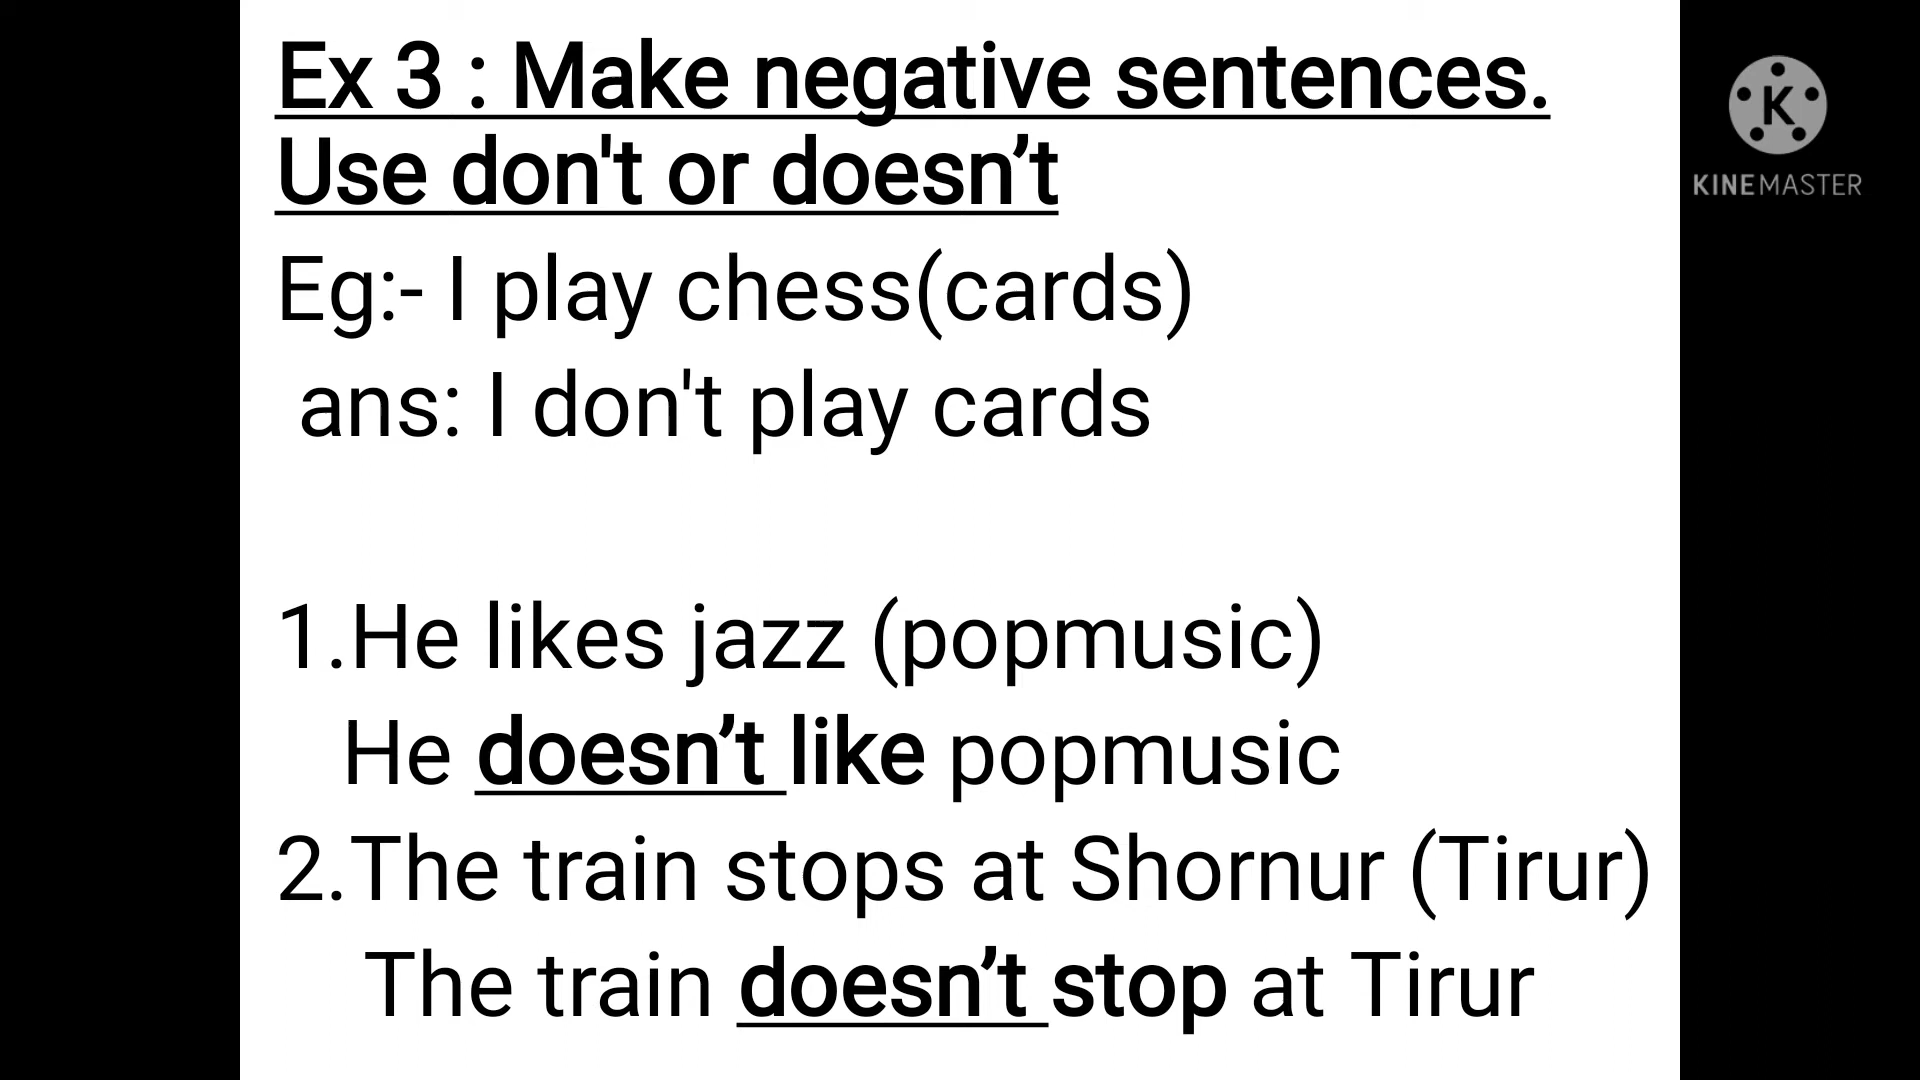 Ex 3 : Make negative sentences.
Use don't or doesn’t
Eg:- I play chess(cards)
ans: I don't play cards
1.He likes jazz (popmusic)
He doesn’t like popmusic
2.The train stops at Shornur (Tirur)
The train doesn’t stop at Tirur
K
KINEMASTER